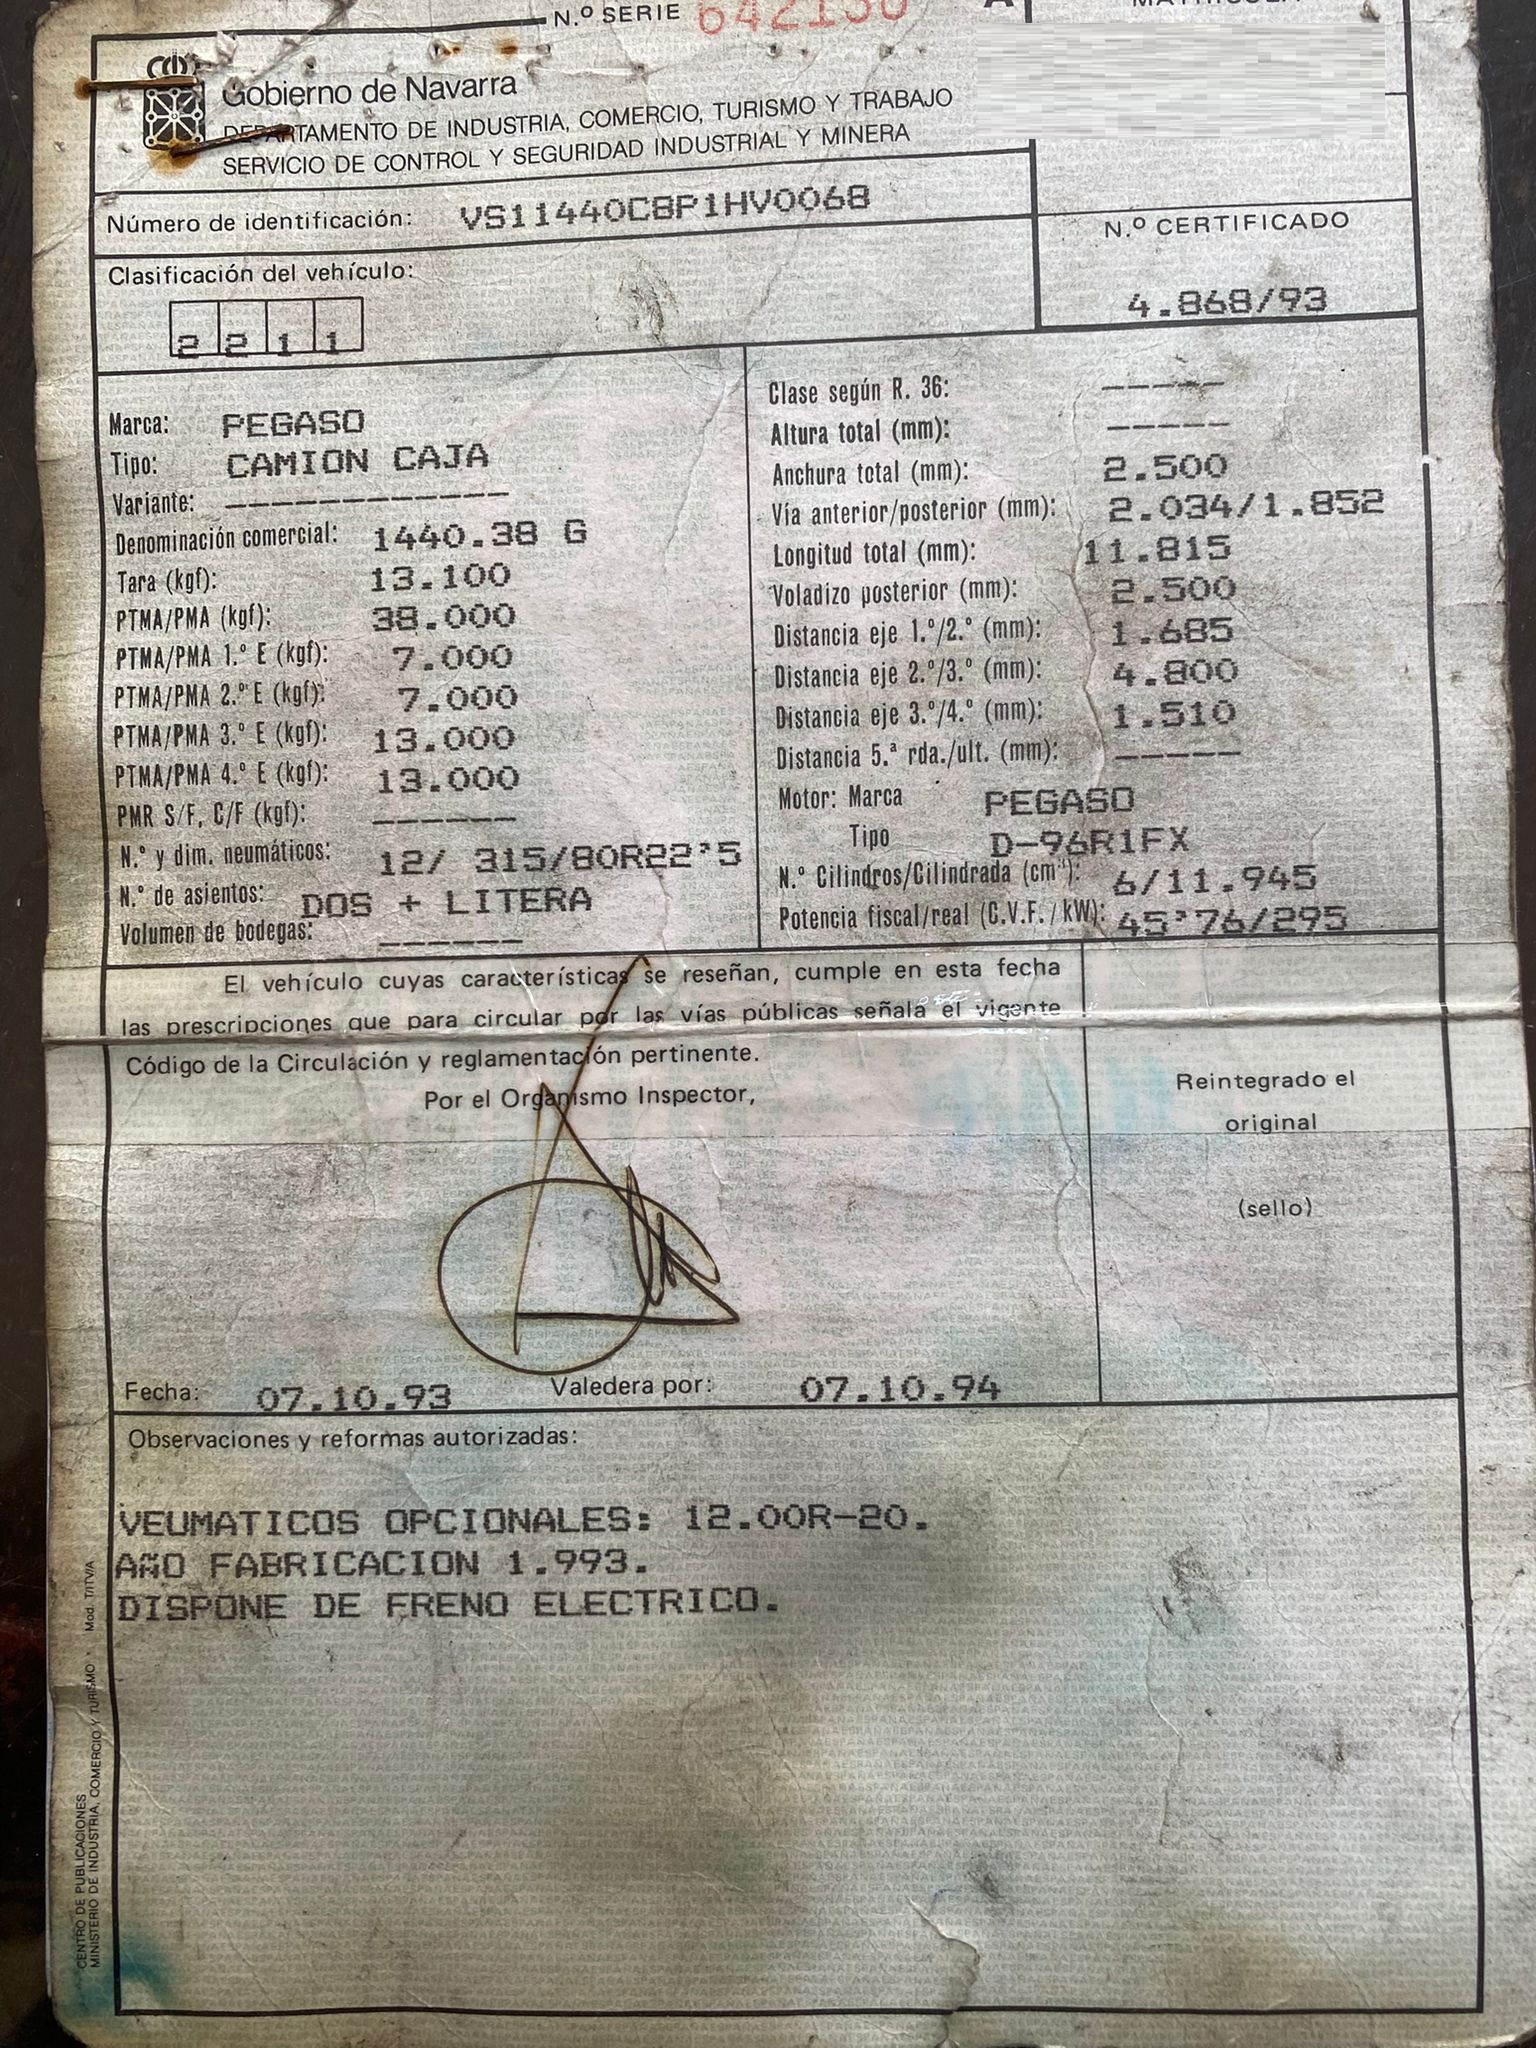 N.º SERIE 642130 A MATRICULA
Gobierno de Navarra
DEPARTAMENTO DE INDUSTRIA, COMERCIO, TURISMO Y TRABAJO
SERVICIO DE CONTROL Y SEGURIDAD INDUSTRIAL Y MINERA
Número de identificación: VS11440C8P1HV0068
N.º CERTIFICADO
4.868/93
Clasificación del vehículo:
2 2 1 1
Marca: PEGASO
Tipo: CAMION CAJA
Variante: ------------
Denominación comercial: 1440.38 G
Tara (kgf): 13.100
PTMA/PMA (kgf): 38.000
PTMA/PMA 1.º E (kgf): 7.000
PTMA/PMA 2.º E (kgf): 7.000
PTMA/PMA 3.º E (kgf): 13.000
PTMA/PMA 4.º E (kgf): 13.000
PMR S/F, C/F (kgf): ------
N.º y dim. neumáticos: 12/ 315/80R22'5
N.º de asientos: DOS + LITERA
Volumen de bodegas: ------
Clase según R. 36: -----
Altura total (mm): -----
Anchura total (mm): 2.500
Vía anterior/posterior (mm): 2.034/1.852
Longitud total (mm): 11.815
Voladizo posterior (mm): 2.500
Distancia eje 1.º/2.º (mm): 1.685
Distancia eje 2.º/3.º (mm): 4.800
Distancia eje 3.º/4.º (mm): 1.510
Distancia 5.ª rda./ult. (mm): -----
Motor: Marca PEGASO
Tipo D-96R1FX
N.º Cilindros/Cilindrada (cm³): 6/11.945
Potencia fiscal/real (C.V.F./kW): 45'76/295
El vehículo cuyas características se reseñan, cumple en esta fecha
las prescripciones que para circular por las vías públicas señala el vigente
Código de la Circulación y reglamentación pertinente.
Por el Organismo Inspector,
Reintegrado el
original
(sello)
Fecha: 07.10.93 Valedera por: 07.10.94
Observaciones y reformas autorizadas:
VEUMATICOS OPCIONALES: 12.00R-20.
AÑO FABRICACION 1.993.
DISPONE DE FRENO ELECTRICO.
CENTRO DE PUBLICACIONES
MINISTERIO DE INDUSTRIA, COMERCIO Y TURISMO · Mod. T/ITV/A